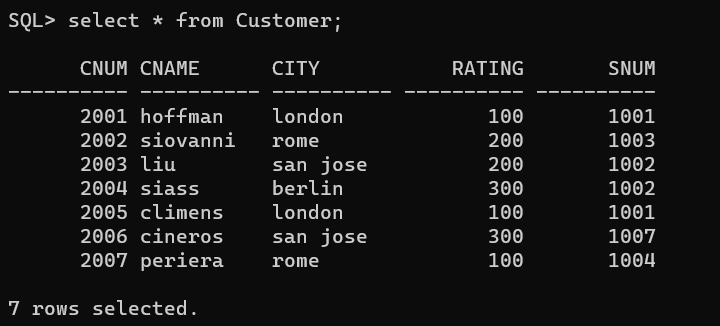 SQL> select * from Customer;
      CNUM CNAME      CITY           RATING       SNUM
---------- ---------- ---------- ---------- ----------
      2001 hoffman    london            100       1001
      2002 siovanni   rome              200       1003
      2003 liu        san jose          200       1002
      2004 siass      berlin            300       1002
      2005 climens    london            100       1001
      2006 cineros    san jose          300       1007
      2007 periera    rome              100       1004
7 rows selected.